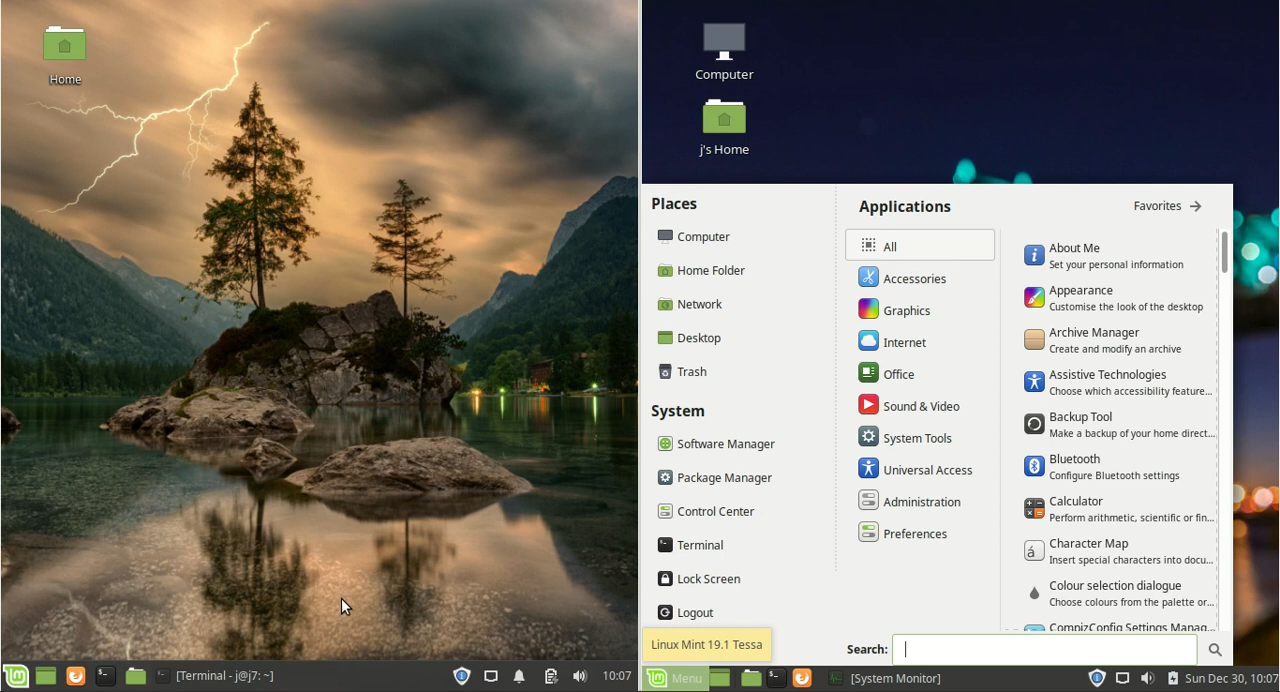 Home
[Terminal - j@j7: ~]
10:07
Computer
j's Home
Places
Computer
Home Folder
Network
Desktop
Trash
System
Software Manager
Package Manager
Control Center
Terminal
Lock Screen
Logout
Linux Mint 19.1 Tessa
Applications
Favorites
All
Accessories
Graphics
Internet
Office
Sound & Video
System Tools
Universal Access
Administration
Preferences
About Me
Set your personal information
Appearance
Customise the look of the desktop
Archive Manager
Create and modify an archive
Assistive Technologies
Choose which accessibility feature...
Backup Tool
Make a backup of your home direct...
Bluetooth
Configure Bluetooth settings
Calculator
Perform arithmetic, scientific or fin...
Character Map
Insert special characters into docu...
Colour selection dialogue
Choose colours from the palette or...
CompizConfig Settings Manag...
Search:
Menu
[System Monitor]
Sun Dec 30, 10:07